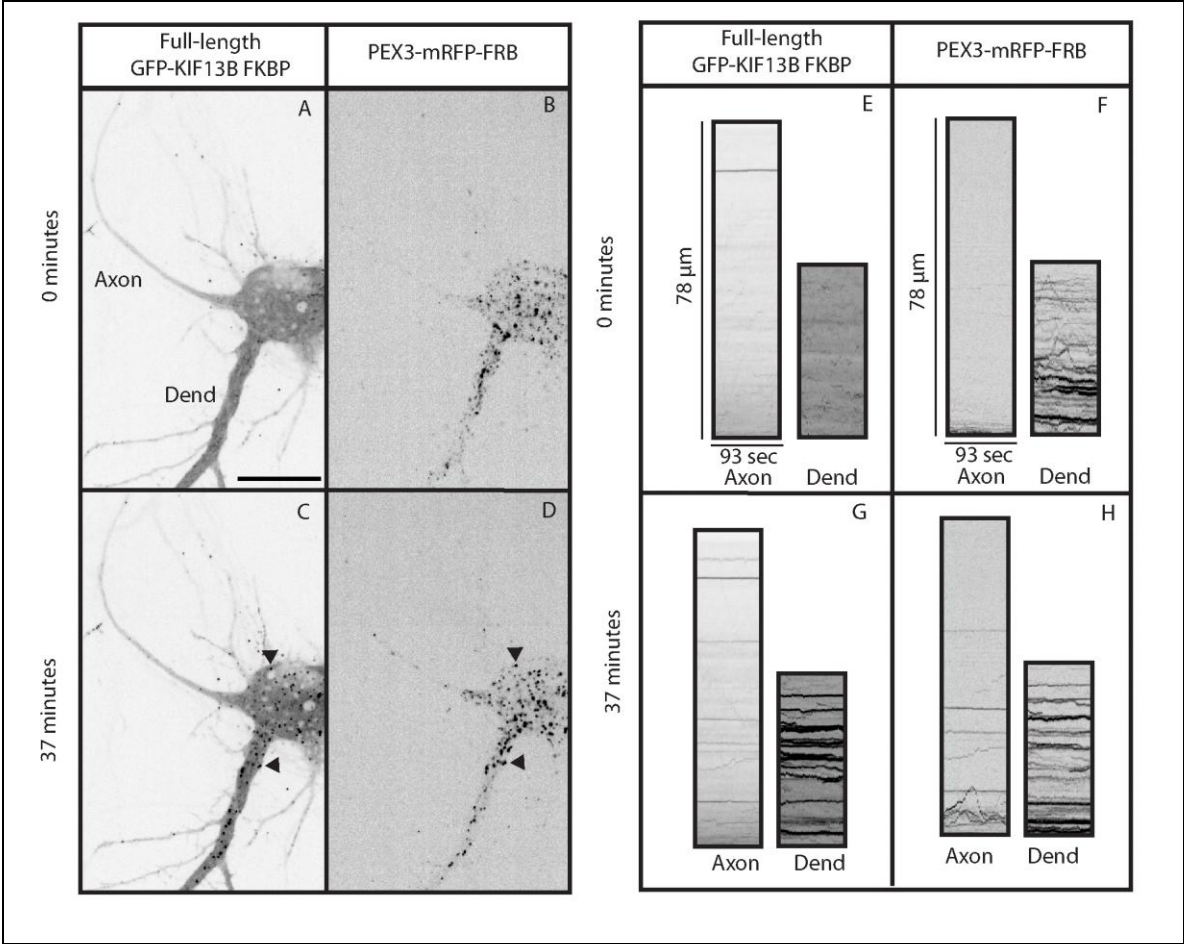 Full-length
GFP-KIF13B FKBP
PEX3-mRFP-FRB
A
B
0 minutes
Axon
Dend
C
D
37 minutes
Full-length
GFP-KIF13B FKBP
PEX3-mRFP-FRB
E
F
0 minutes
78 µm
93 sec
Axon
Dend
78 µm
93 sec
Axon
Dend
G
H
37 minutes
Axon
Dend
Axon
Dend